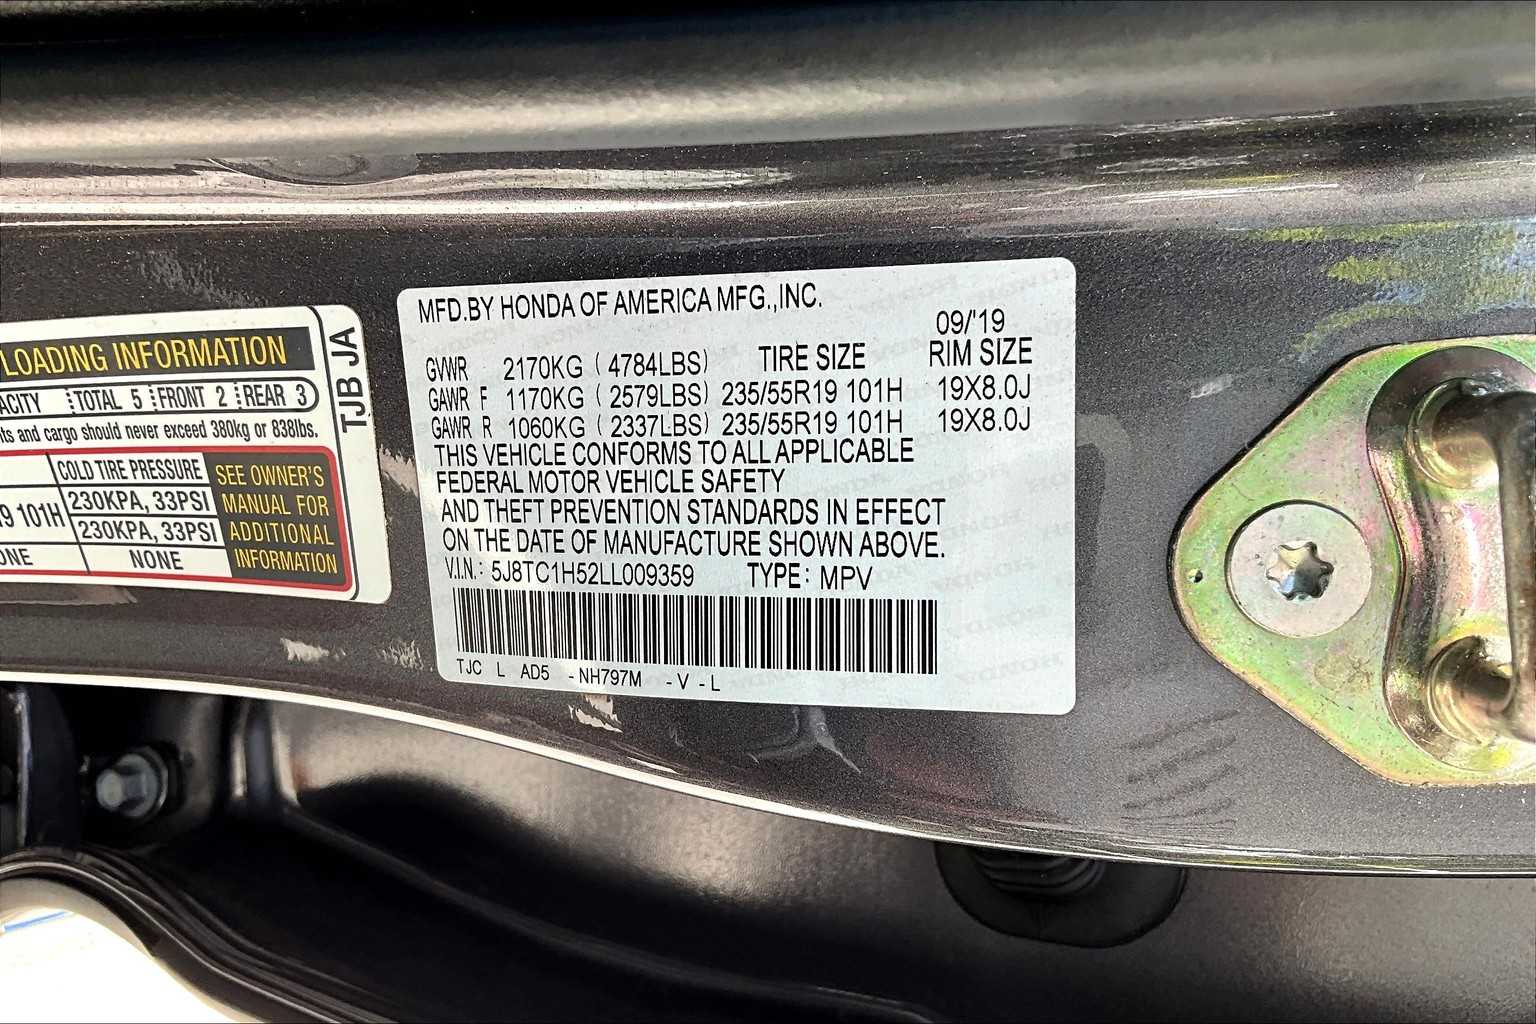 LOADING INFORMATION
TJB JA
TOTAL 5 FRONT 2 REAR 3
and cargo should never exceed 380kg or 838lbs.
COLD TIRE PRESSURE
SEE OWNER'S
MANUAL FOR
ADDITIONAL
INFORMATION
101H 230KPA, 33PSI
230KPA, 33PSI
NONE
MFD.BY HONDA OF AMERICA MFG.,INC.
09/'19
GVWR 2170KG ( 4784LBS) TIRE SIZE RIM SIZE
GAWR F 1170KG ( 2579LBS) 235/55R19 101H 19X8.0J
GAWR R 1060KG ( 2337LBS) 235/55R19 101H 19X8.0J
THIS VEHICLE CONFORMS TO ALL APPLICABLE
FEDERAL MOTOR VEHICLE SAFETY
AND THEFT PREVENTION STANDARDS IN EFFECT
ON THE DATE OF MANUFACTURE SHOWN ABOVE.
V.I.N.: 5J8TC1H52LL009359 TYPE: MPV
TJC L AD5 -NH797M -V -L